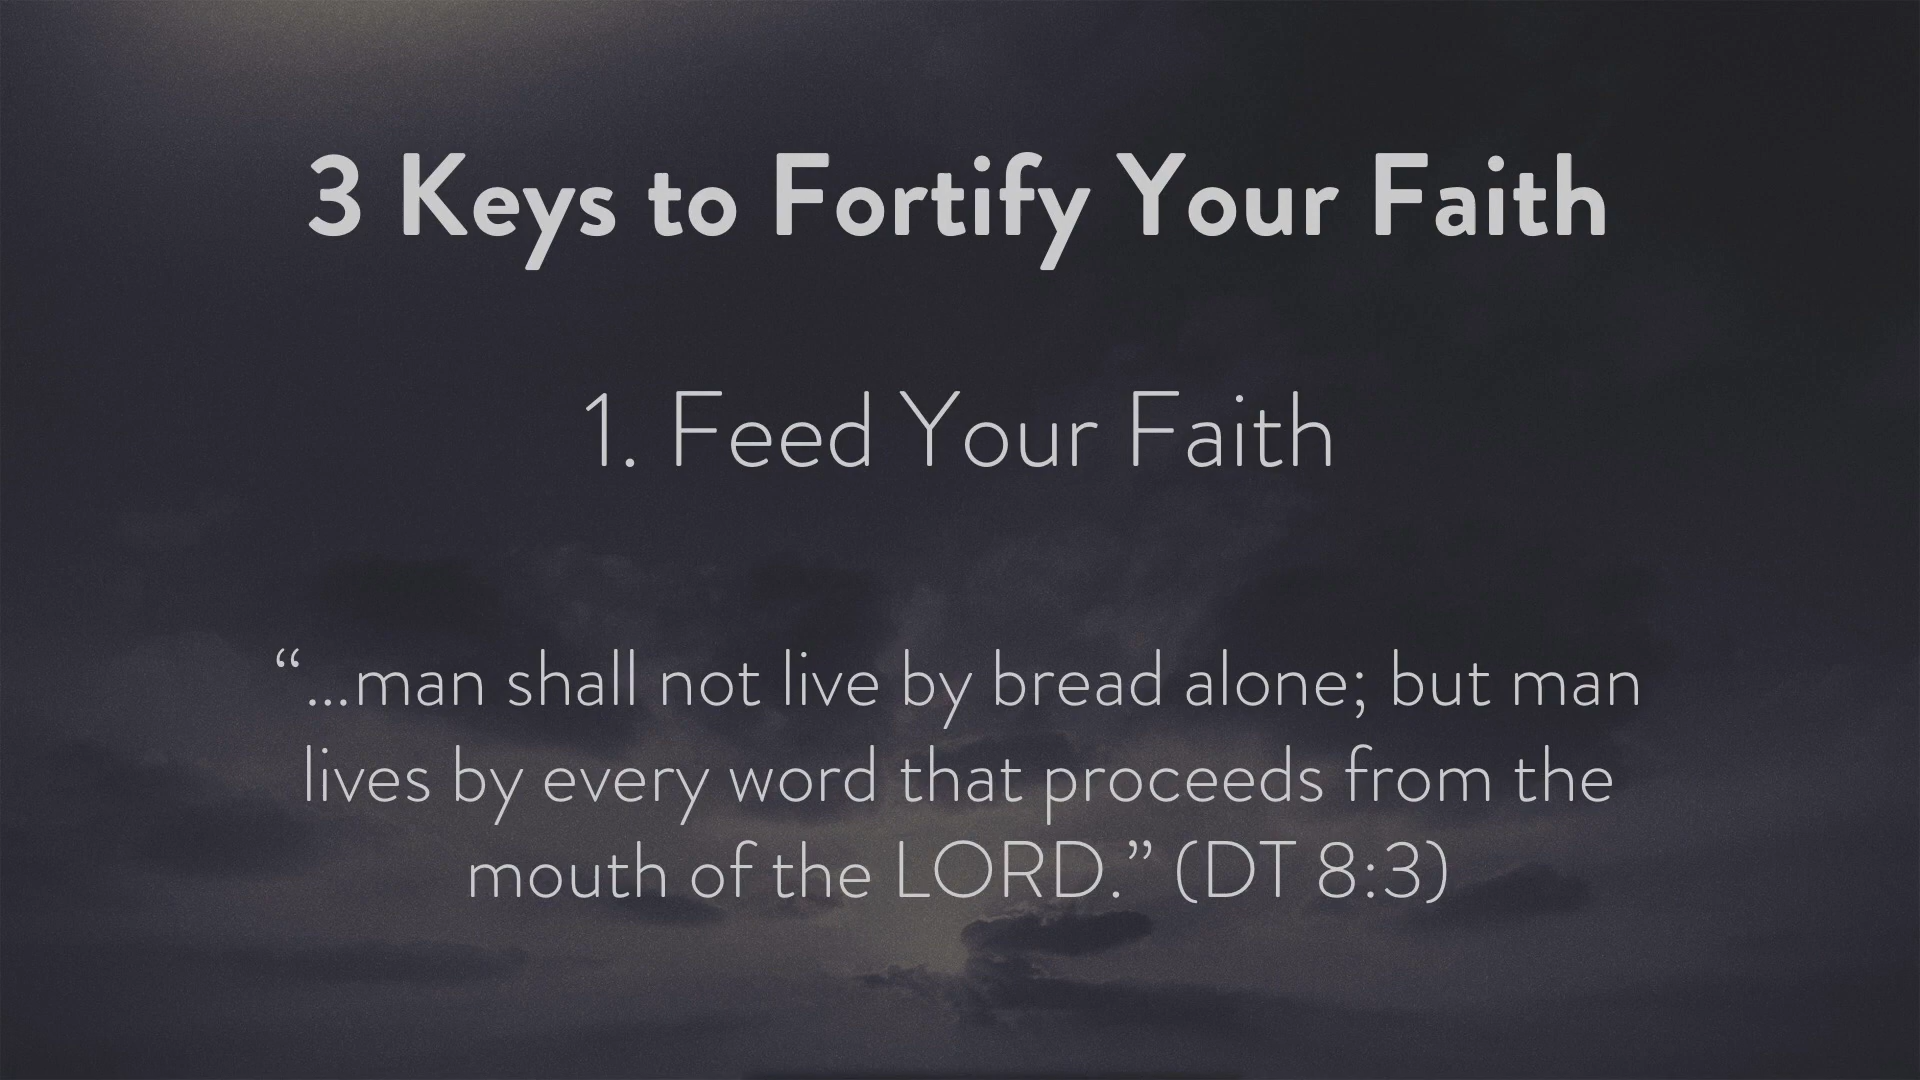 3 Keys to Fortify Your Faith
1. Feed Your Faith
“...man shall not live by bread alone; but man
lives by every word that proceeds from the
mouth of the LORD.” (DT 8:3)